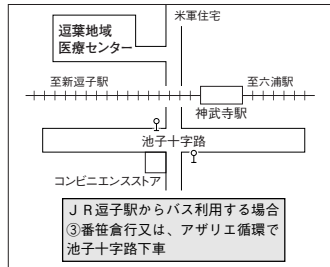 米軍住宅
逗葉地域
医療センター
至新逗子駅
至六浦駅
神武寺駅
池子十字路
コンビニエンスストア
ＪＲ逗子駅からバス利用する場合
③番笹倉行又は、アザリエ循環で
池子十字路下車